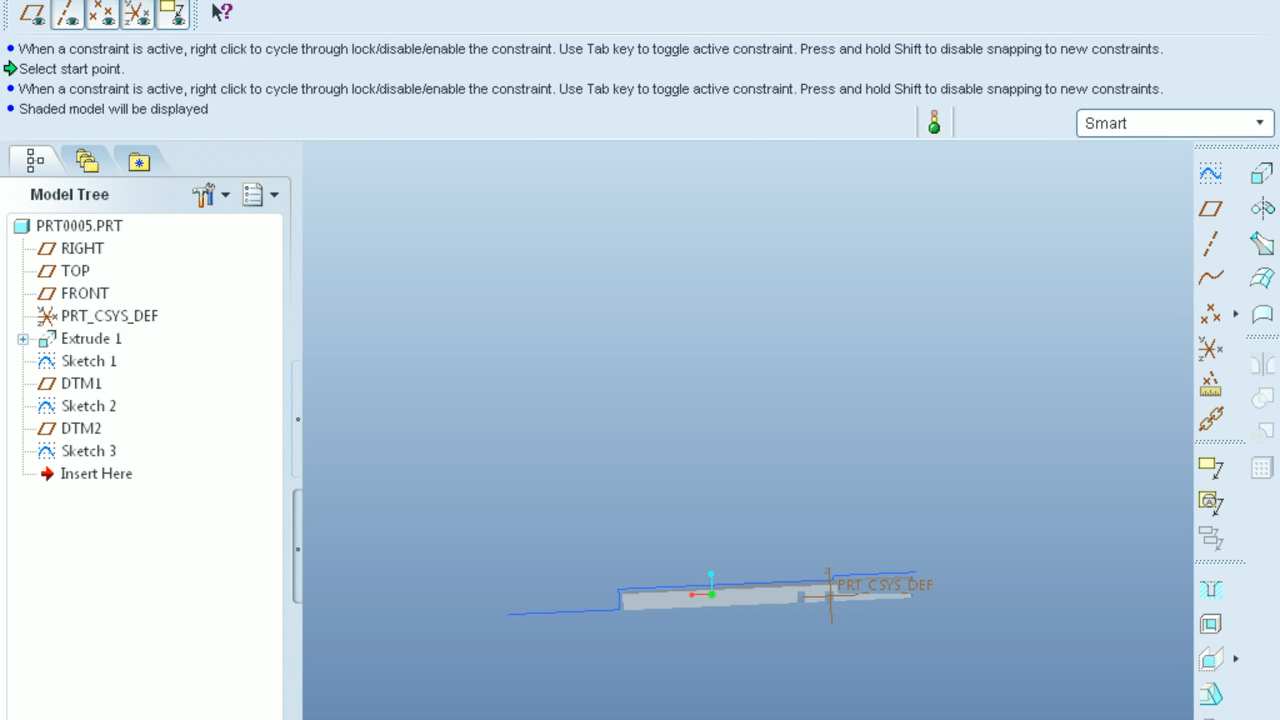 When a constraint is active, right click to cycle through lock/disable/enable the constraint. Use Tab key to toggle active constraint. Press and hold Shift to disable snapping to new constraints.
Select start point.
When a constraint is active, right click to cycle through lock/disable/enable the constraint. Use Tab key to toggle active constraint. Press and hold Shift to disable snapping to new constraints.
Shaded model will be displayed
Smart
Model Tree
PRT0005.PRT
RIGHT
TOP
FRONT
PRT_CSYS_DEF
Extrude 1
Sketch 1
DTM1
Sketch 2
DTM2
Sketch 3
Insert Here
PRT_CSYS_DEF